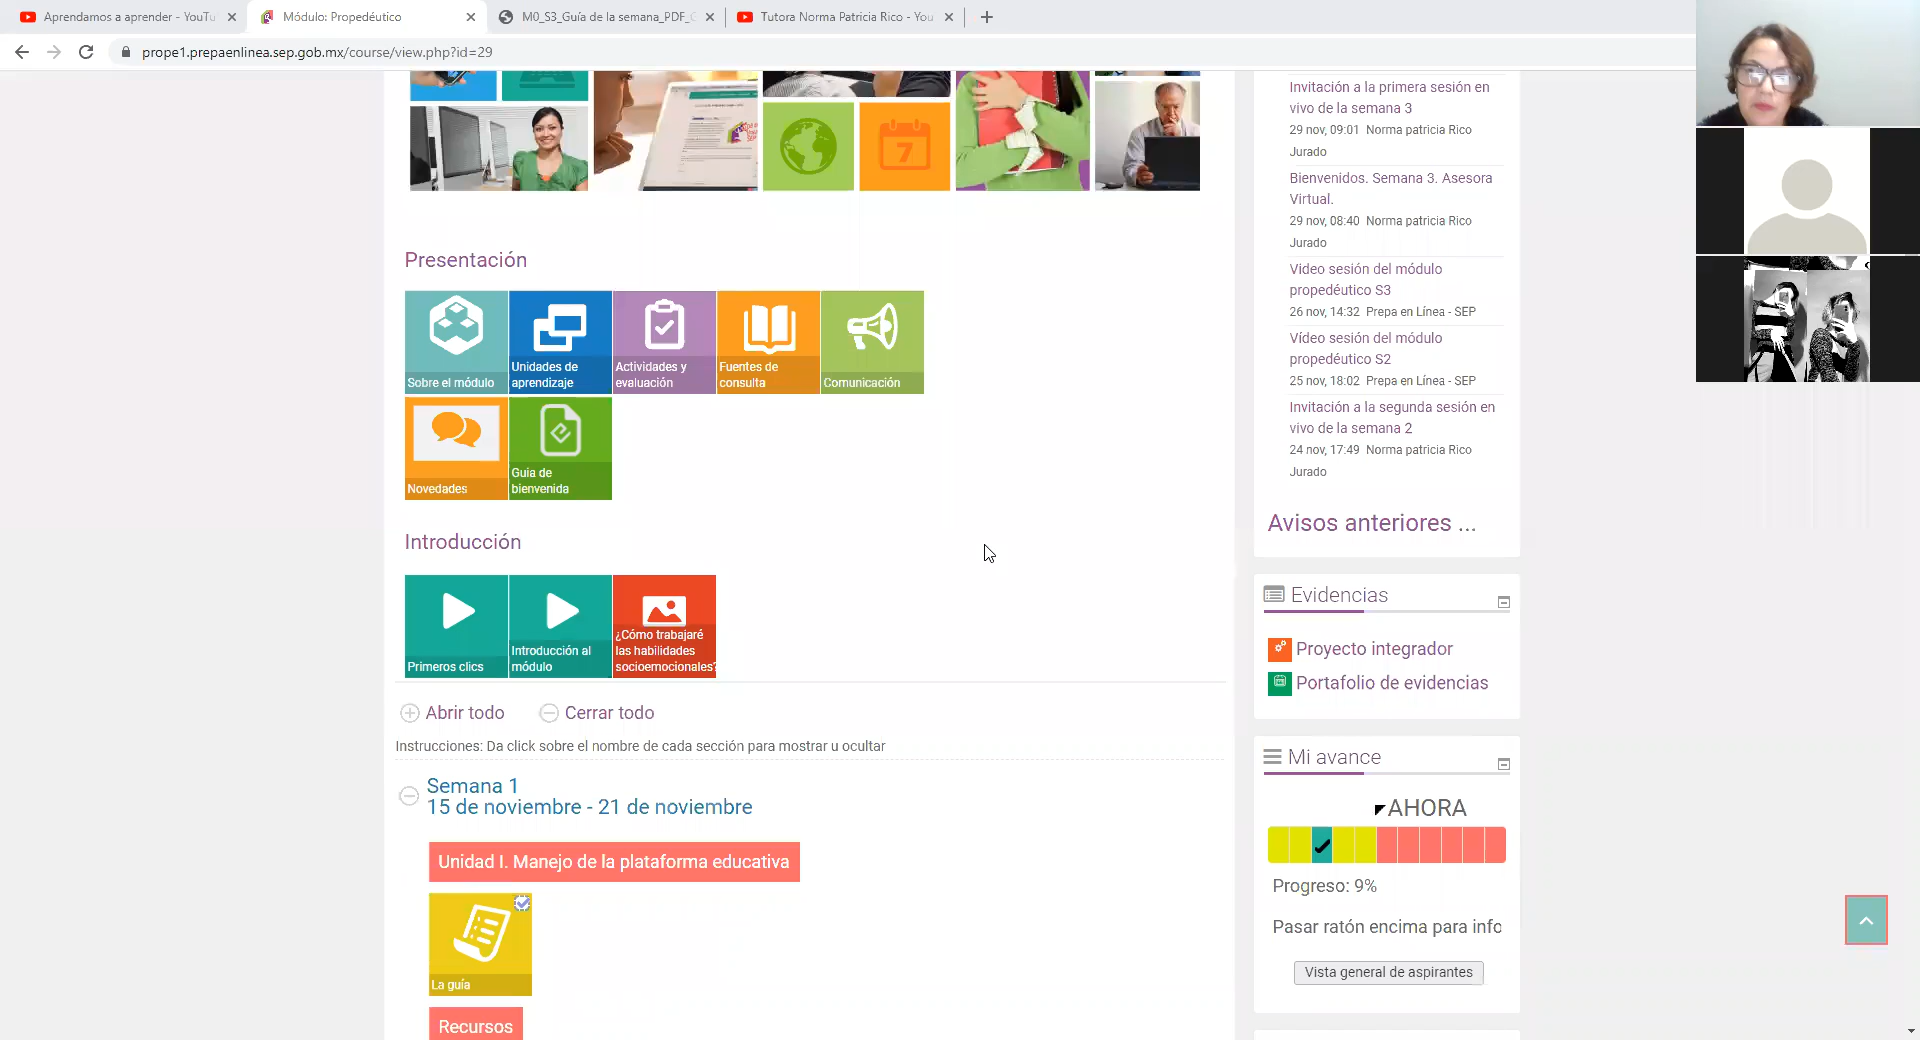 Aprendamos a aprender - YouTu
Módulo: Propedéutico
M0_S3_Guía de la semana_PDF_G
Tutora Norma Patricia Rico - You
prope1.prepaenlinea.sep.gob.mx/course/view.php?id=29
7
Presentación
Sobre el módulo
Unidades de
aprendizaje
Actividades y
evaluación
Fuentes de
consulta
Comunicación
Novedades
Guia de
bienvenida
Introducción
Primeros clics
Introducción al
módulo
¿Cómo trabajaré
las habilidades
socioemocionales?
Abrir todo
Cerrar todo
Instrucciones: Da click sobre el nombre de cada sección para mostrar u ocultar
Semana 1
15 de noviembre - 21 de noviembre
Unidad I. Manejo de la plataforma educativa
La guía
Recursos
Invitación a la primera sesión en
vivo de la semana 3
29 nov, 09:01 Norma patricia Rico
Jurado
Bienvenidos. Semana 3. Asesora
Virtual.
29 nov, 08:40 Norma patricia Rico
Jurado
Video sesión del módulo
propedéutico S3
26 nov, 14:32 Prepa en Línea - SEP
Vídeo sesión del módulo
propedéutico S2
25 nov, 18:02 Prepa en Línea - SEP
Invitación a la segunda sesión en
vivo de la semana 2
24 nov, 17:49 Norma patricia Rico
Jurado
Avisos anteriores ...
Evidencias
Proyecto integrador
Portafolio de evidencias
Mi avance
AHORA
Progreso: 9%
Pasar ratón encima para info
Vista general de aspirantes